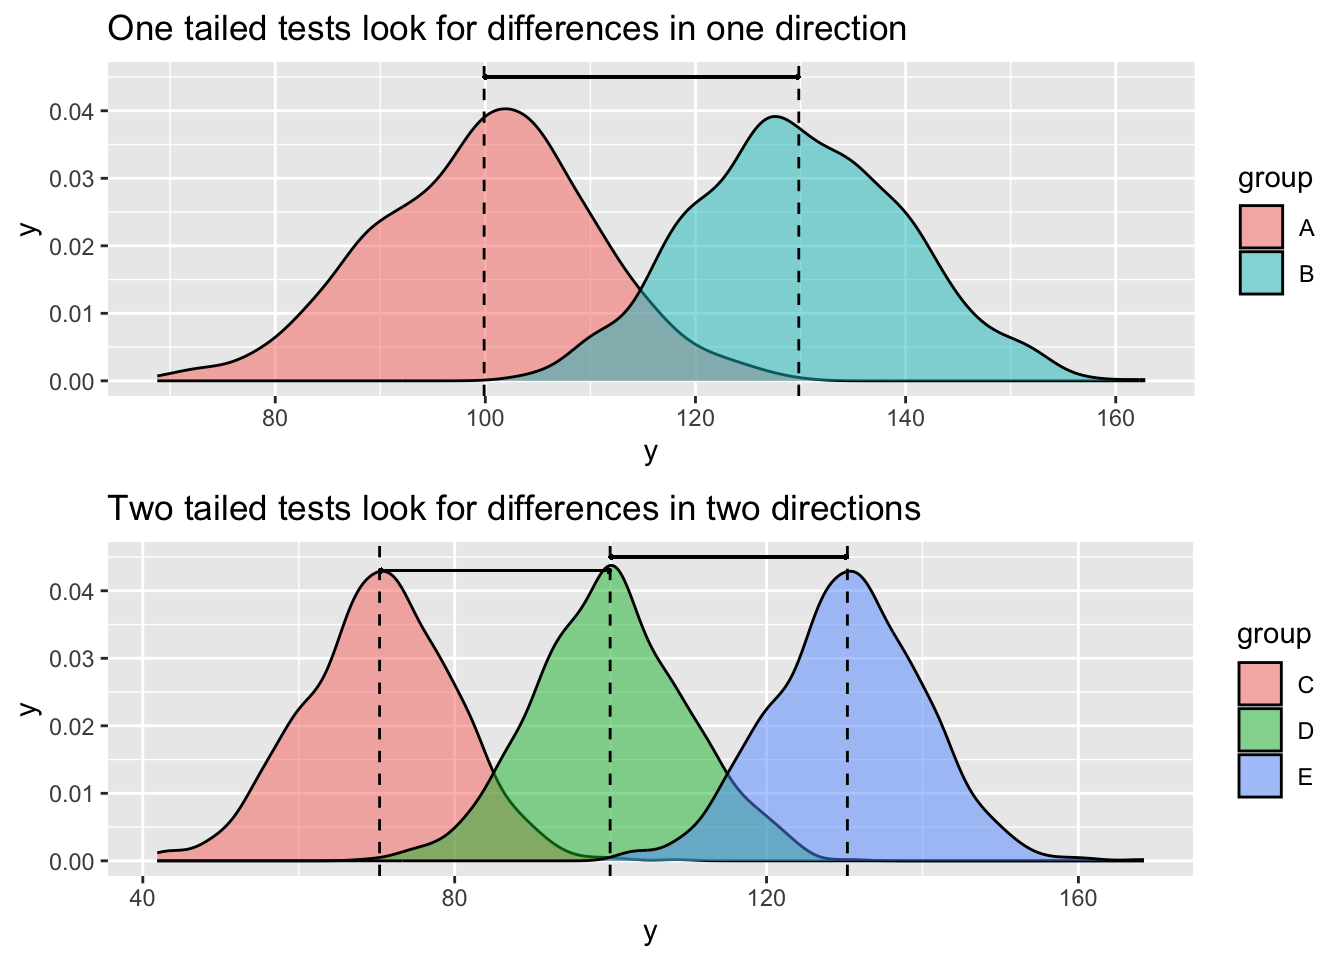 One tailed tests look for differences in one direction
y
0.04
0.03
0.02
0.01
0.00
80 100 120 140 160
y
group
A
B
Two tailed tests look for differences in two directions
y
0.04
0.03
0.02
0.01
0.00
40 80 120 160
y
group
C
D
E